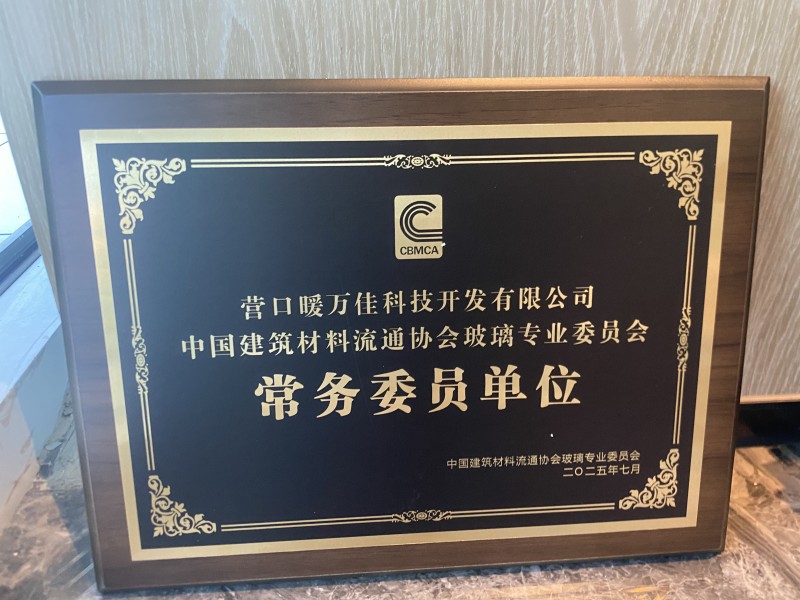 CBMCA
营口暖万佳科技开发有限公司
中国建筑材料流通协会玻璃专业委员会
常务委员单位
中国建筑材料流通协会玻璃专业委员会
二〇二五年七月